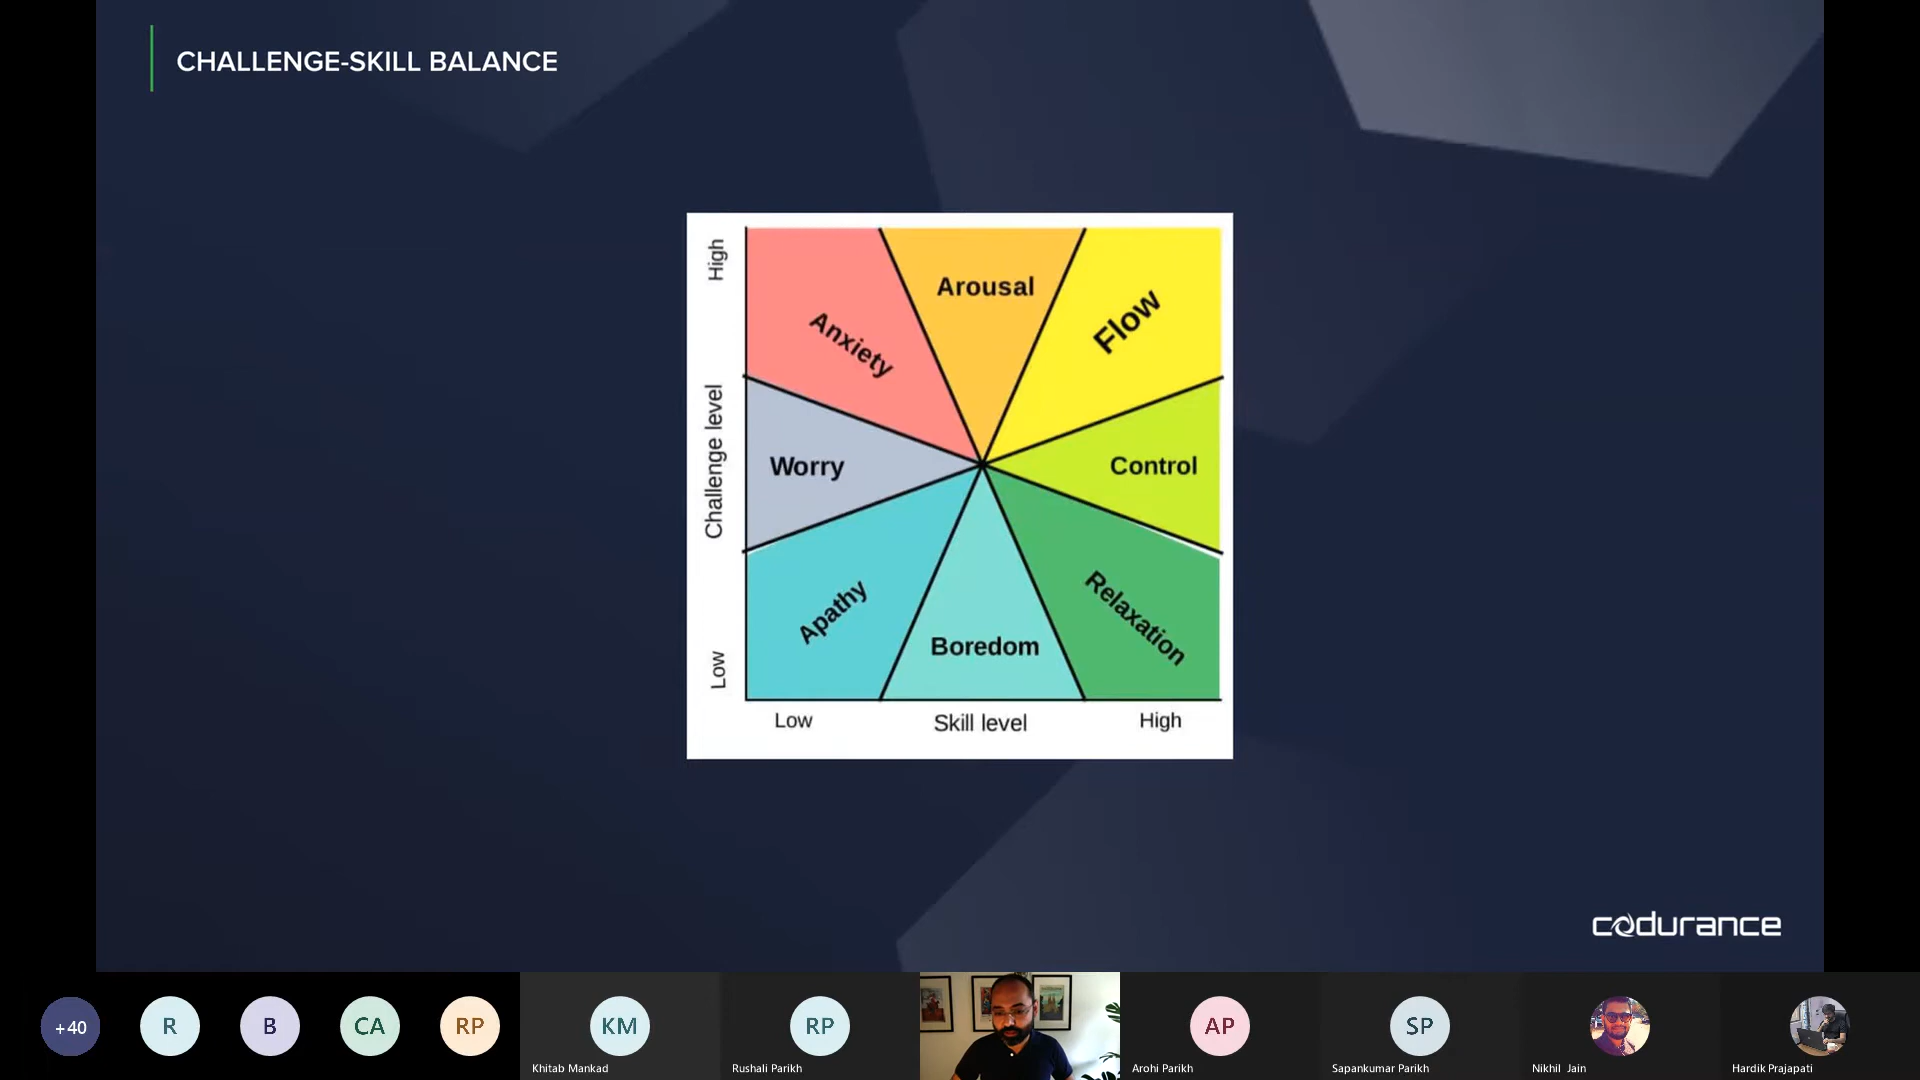 CHALLENGE-SKILL BALANCE
High
Challenge level
Low
Anxiety
Arousal
Flow
Worry
Control
Apathy
Boredom
Relaxation
Low
Skill level
High
codurance
+40
R
B
CA
RP
KM
Khitab Mankad
RP
Rushali Parikh
AP
Arohi Parikh
SP
Sapankumar Parikh
Nikhil Jain
Hardik Prajapati